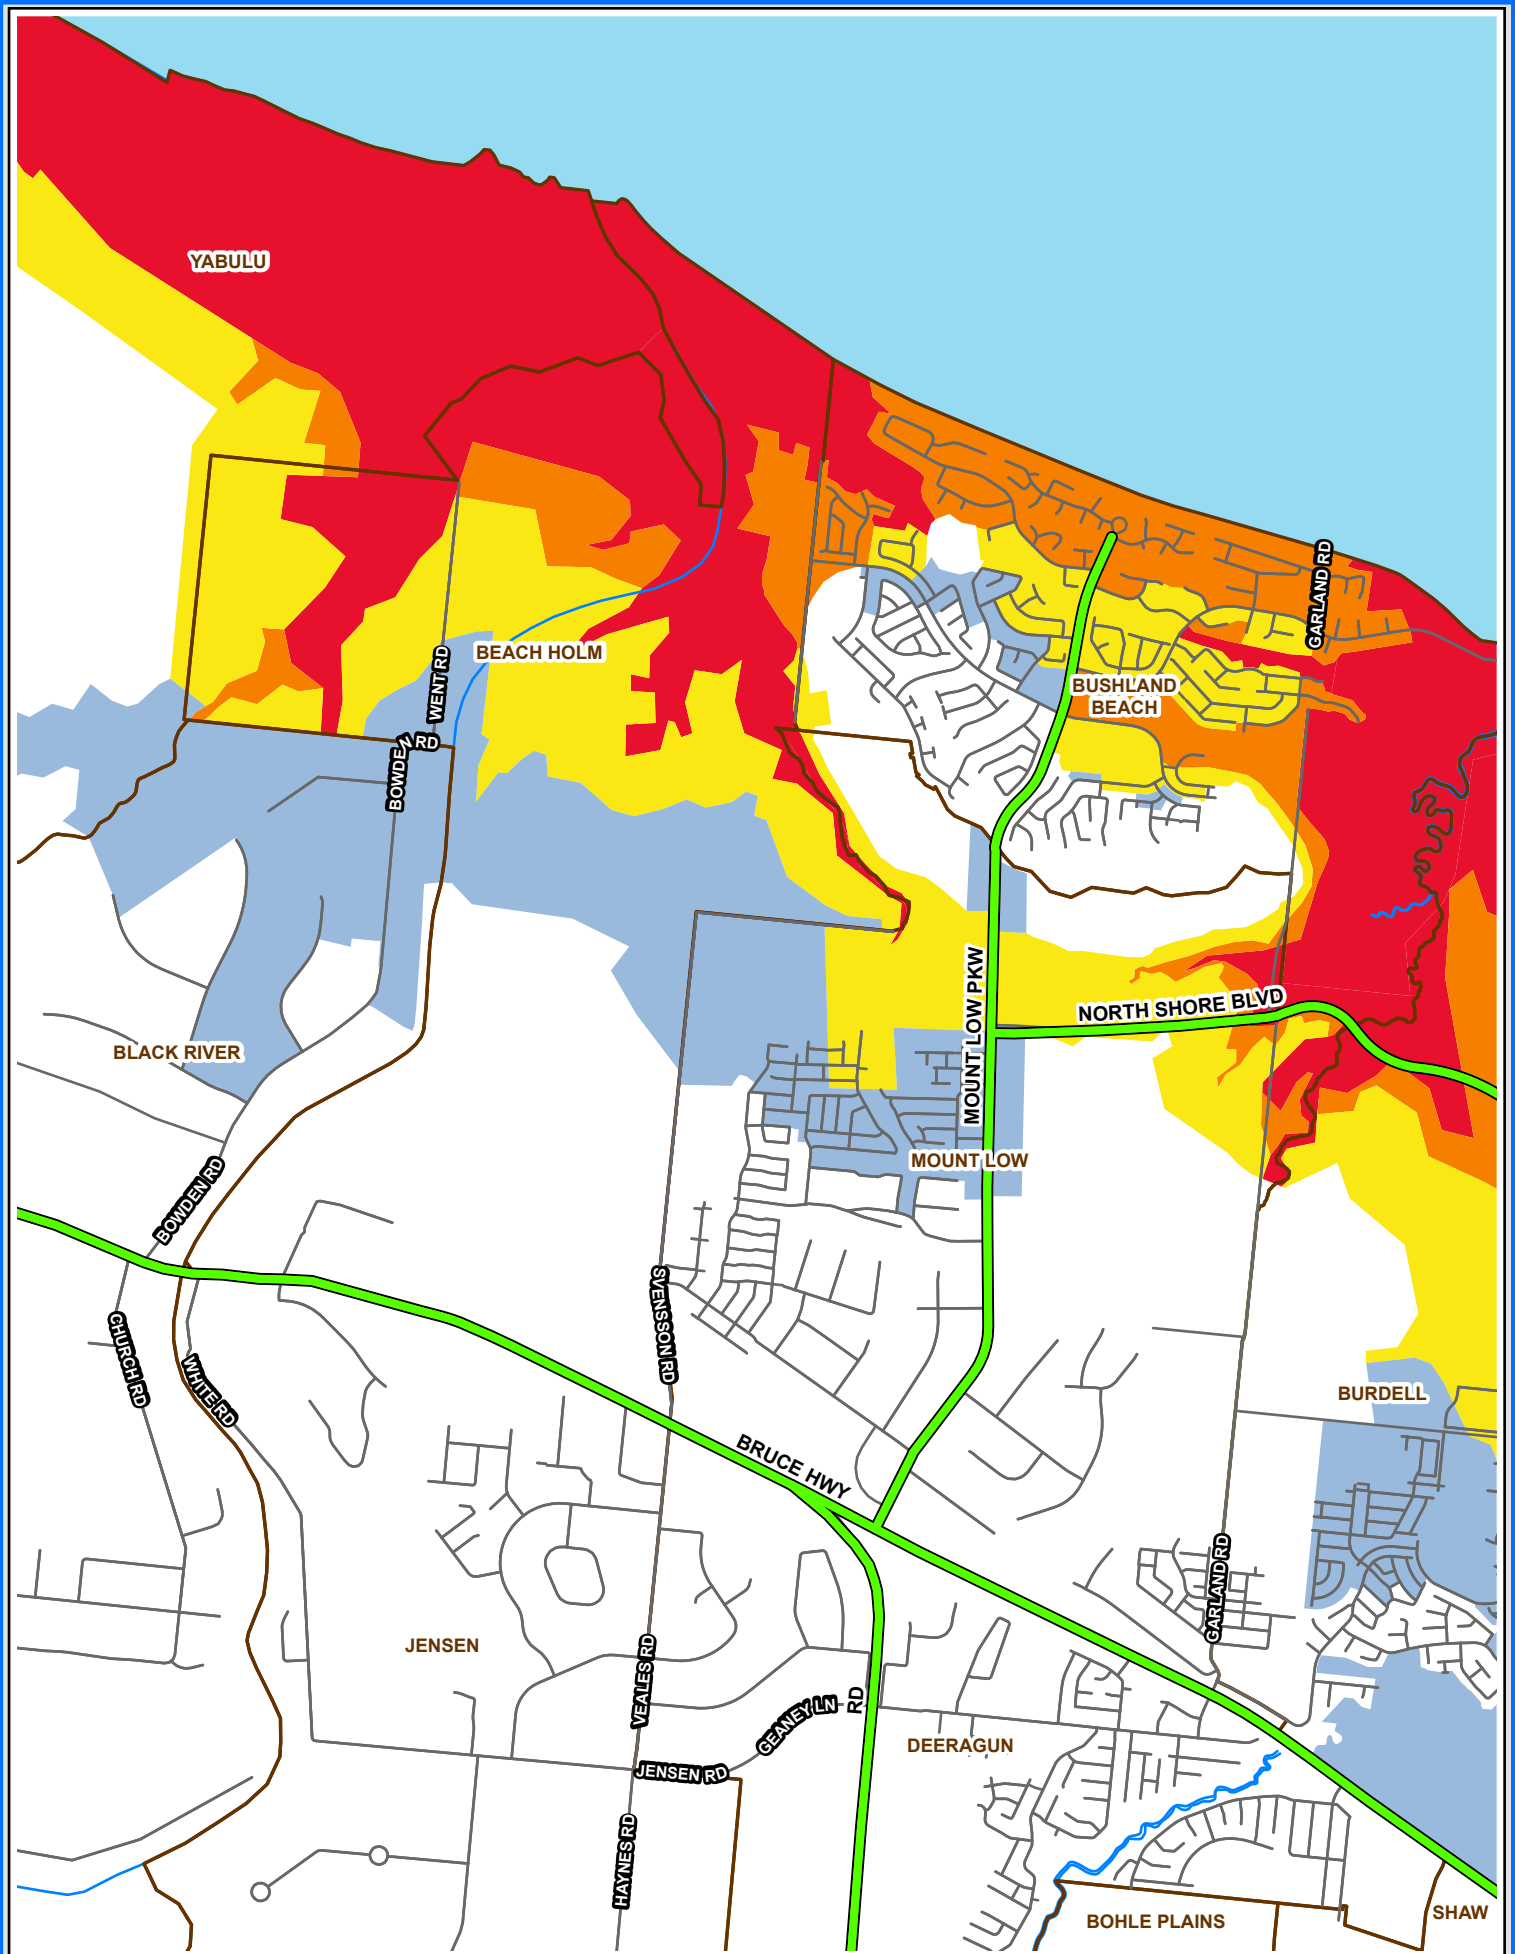 YABULU
GARLAND RD
WENT RD
BEACH HOLM
BUSHLAND
BEACH
BOWDEN RD
MOUNT LOW PKW
NORTH SHORE BLVD
BLACK RIVER
MOUNT LOW
BOWDEN RD
SVENSSON RD
CHURCH RD
WHITE RD
BURDELL
BRUCE HWY
GARLAND RD
JENSEN
VEALES RD
GEANEY LN
RD
DEERAGUN
JENSEN RD
HAYNES RD
BOHLE PLAINS
SHAW